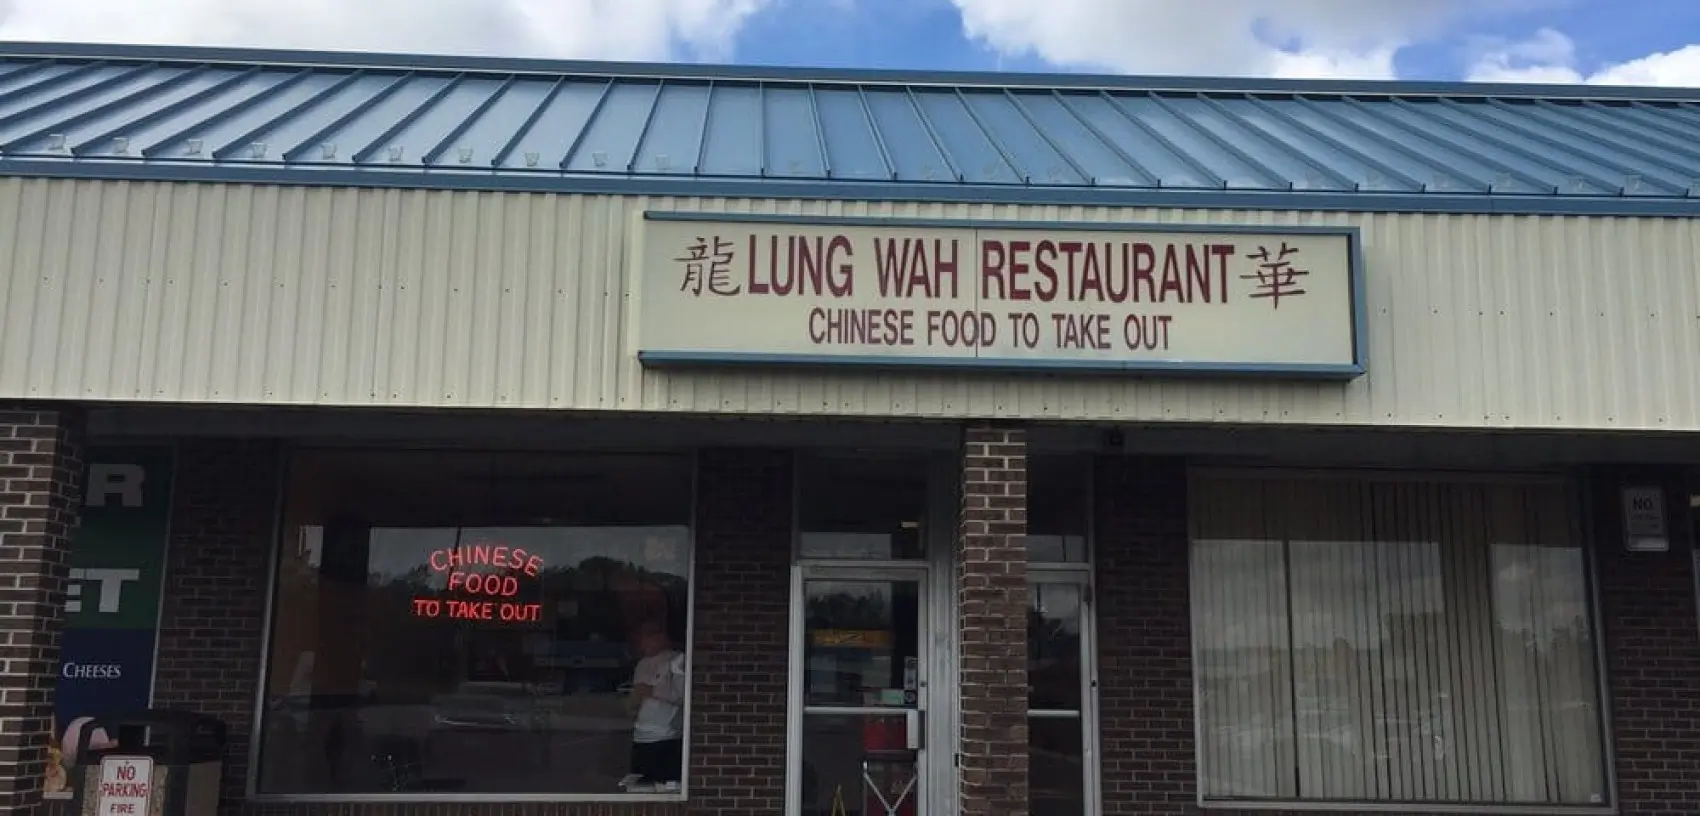 龍 LUNG WAH RESTAURANT 華
CHINESE FOOD TO TAKE OUT
CHINESE
FOOD
TO TAKE OUT
CHEESES
NO
PARKING
FIRE
NO